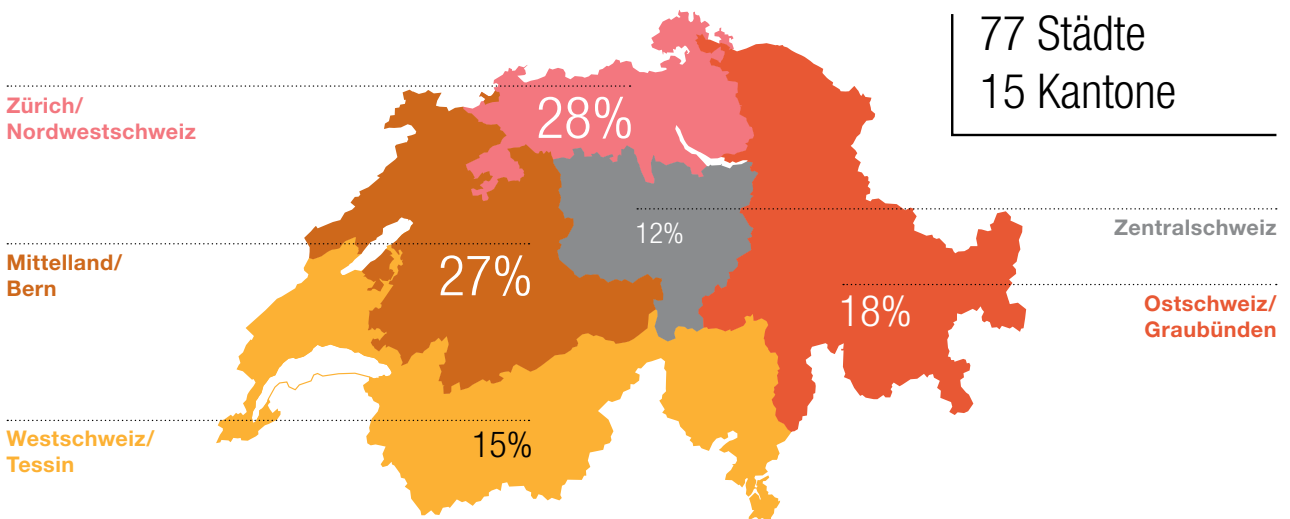 77 Städte
15 Kantone
Zürich/
Nordwestschweiz
28%
12%
Zentralschweiz
Mittelland/
Bern
27%
18%
Ostschweiz/
Graubünden
Westschweiz/
Tessin
15%